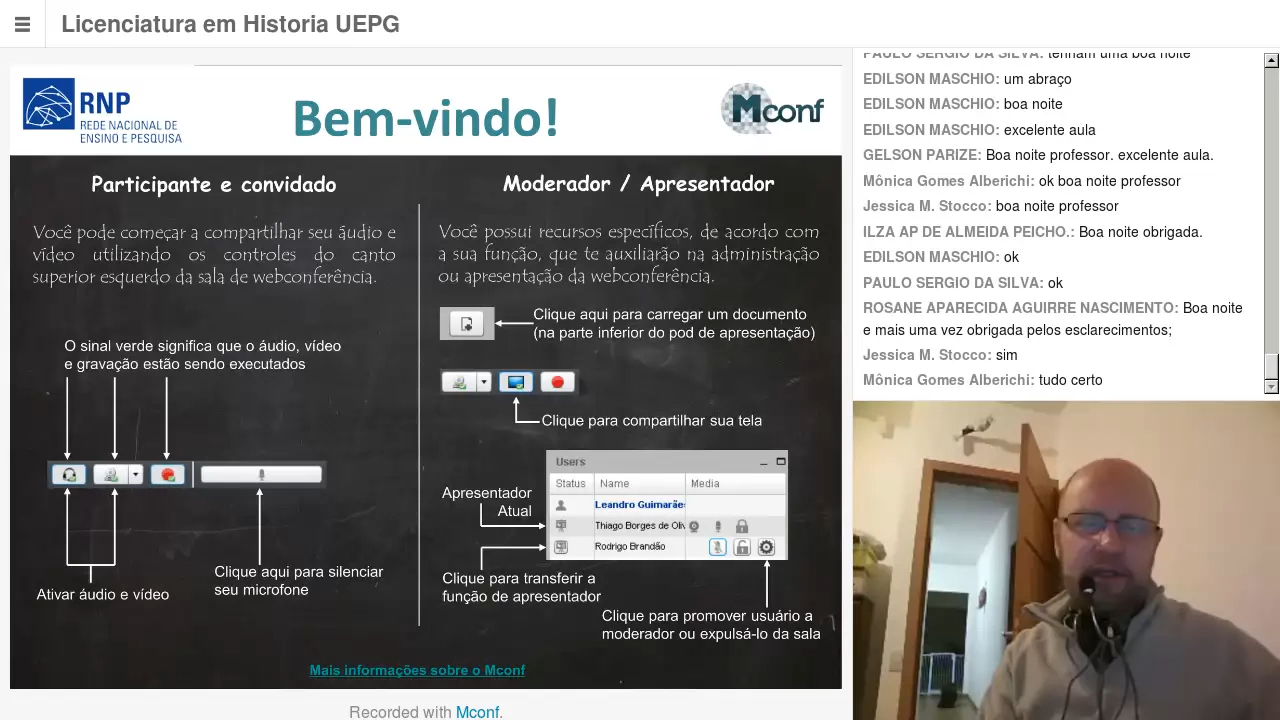 Licenciatura em Historia UEPG
RNP
REDE NACIONAL DE
ENSINO E PESQUISA
Bem-vindo!
Mconf
Participante e convidado
Você pode começar a compartilhar seu áudio e
vídeo utilizando os controles do canto
superior esquerdo da sala de webconferência.
O sinal verde significa que o áudio, vídeo
e gravação estão sendo executados
Ativar áudio e vídeo
Clique aqui para silenciar
seu microfone
Moderador / Apresentador
Você possui recursos específicos, de acordo com
a sua função, que te auxiliarão na administração
ou apresentação da webconferência.
Clique aqui para carregar um documento
(na parte inferior do pod de apresentação)
Clique para compartilhar sua tela
Users
Status Name Media
Leandro Guimarães
Thiago Borges de Oliv
Rodrigo Brandão
Apresentador
Atual
Clique para transferir a
função de apresentador
Clique para promover usuário a
moderador ou expulsá-lo da sala
Mais informações sobre o Mconf
Recorded with Mconf.
PAULO SERGIO DA SILVA: tenham uma boa noite
EDILSON MASCHIO: um abraço
EDILSON MASCHIO: boa noite
EDILSON MASCHIO: excelente aula
GELSON PARIZE: Boa noite professor. excelente aula.
Mônica Gomes Alberichi: ok boa noite professor
Jessica M. Stocco: boa noite professor
ILZA AP DE ALMEIDA PEICHO.: Boa noite obrigada.
EDILSON MASCHIO: ok
PAULO SERGIO DA SILVA: ok
ROSANE APARECIDA AGUIRRE NASCIMENTO: Boa noite
e mais uma vez obrigada pelos esclarecimentos;
Jessica M. Stocco: sim
Mônica Gomes Alberichi: tudo certo